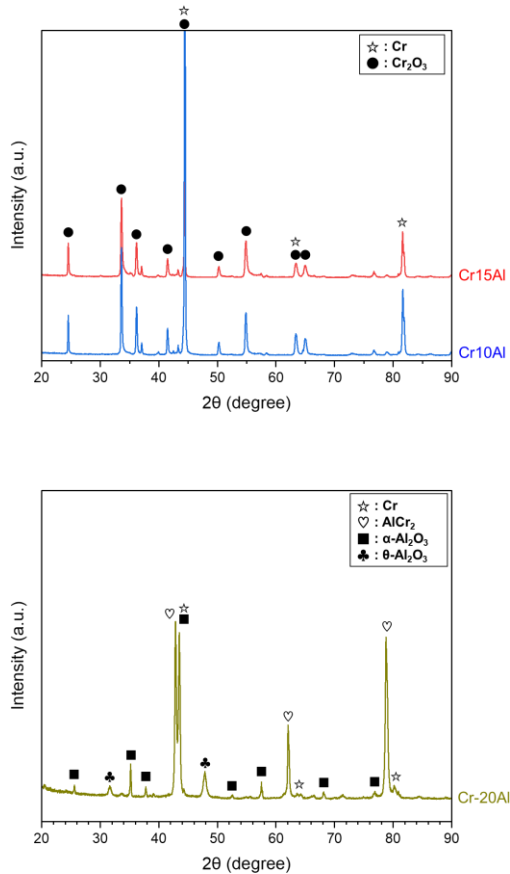 ☆ : Cr
● : Cr₂O₃
Intensity (a.u.)
Cr15Al
Cr10Al
20 30 40 50 60 70 80 90
2θ (degree)
☆ : Cr
♡ : AlCr₂
■ : α-Al₂O₃
♣ : θ-Al₂O₃
Intensity (a.u.)
Cr-20Al
20 30 40 50 60 70 80 90
2θ (degree)